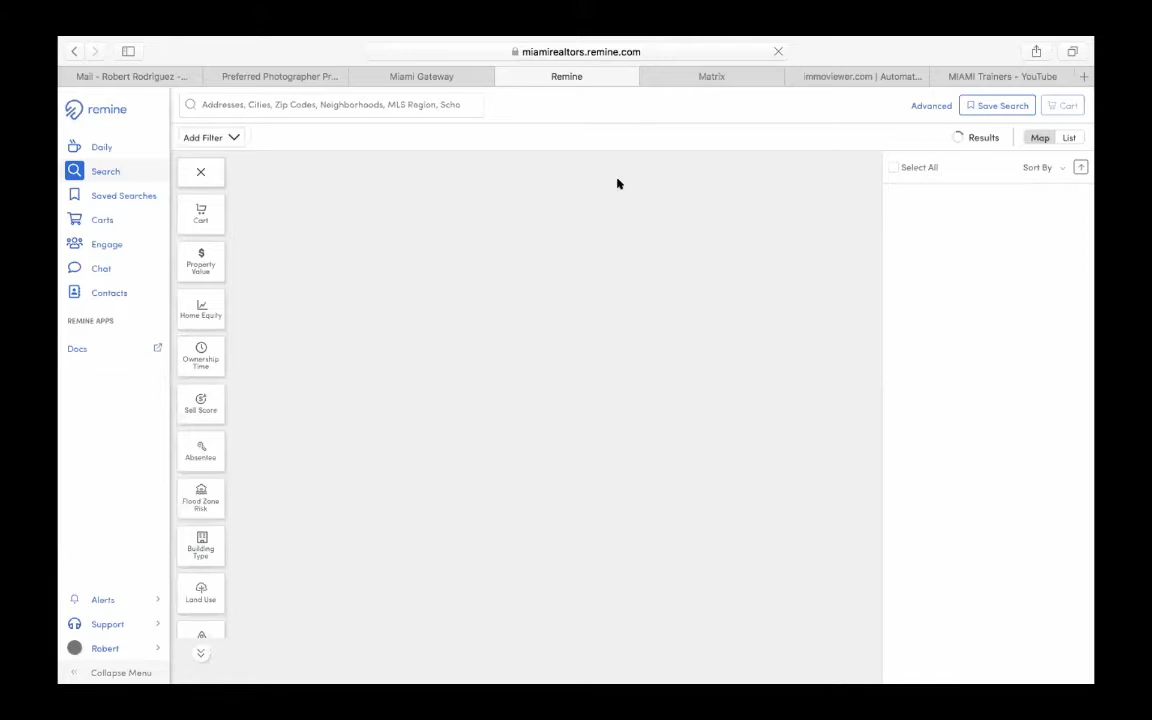 miamirealtors.remine.com
Mail - Robert Rodriguez -...
Preferred Photographer Pr...
Miami Gateway
Remine
Matrix
immoviewer.com | Automat...
MIAMI Trainers - YouTube
remine
Addresses, Cities, Zip Codes, Neighborhoods, MLS Region, Scho
Advanced
Save Search
Cart
Add Filter
Results
Map
List
Daily
Search
Saved Searches
Carts
Engage
Chat
Contacts
REMINE APPS
Docs
Cart
$
Property
Value
Home Equity
Ownership
Time
Sell Score
Absentee
Flood Zone
Risk
Building
Type
Land Use
Select All
Sort By
Alerts
Support
Robert
Collapse Menu